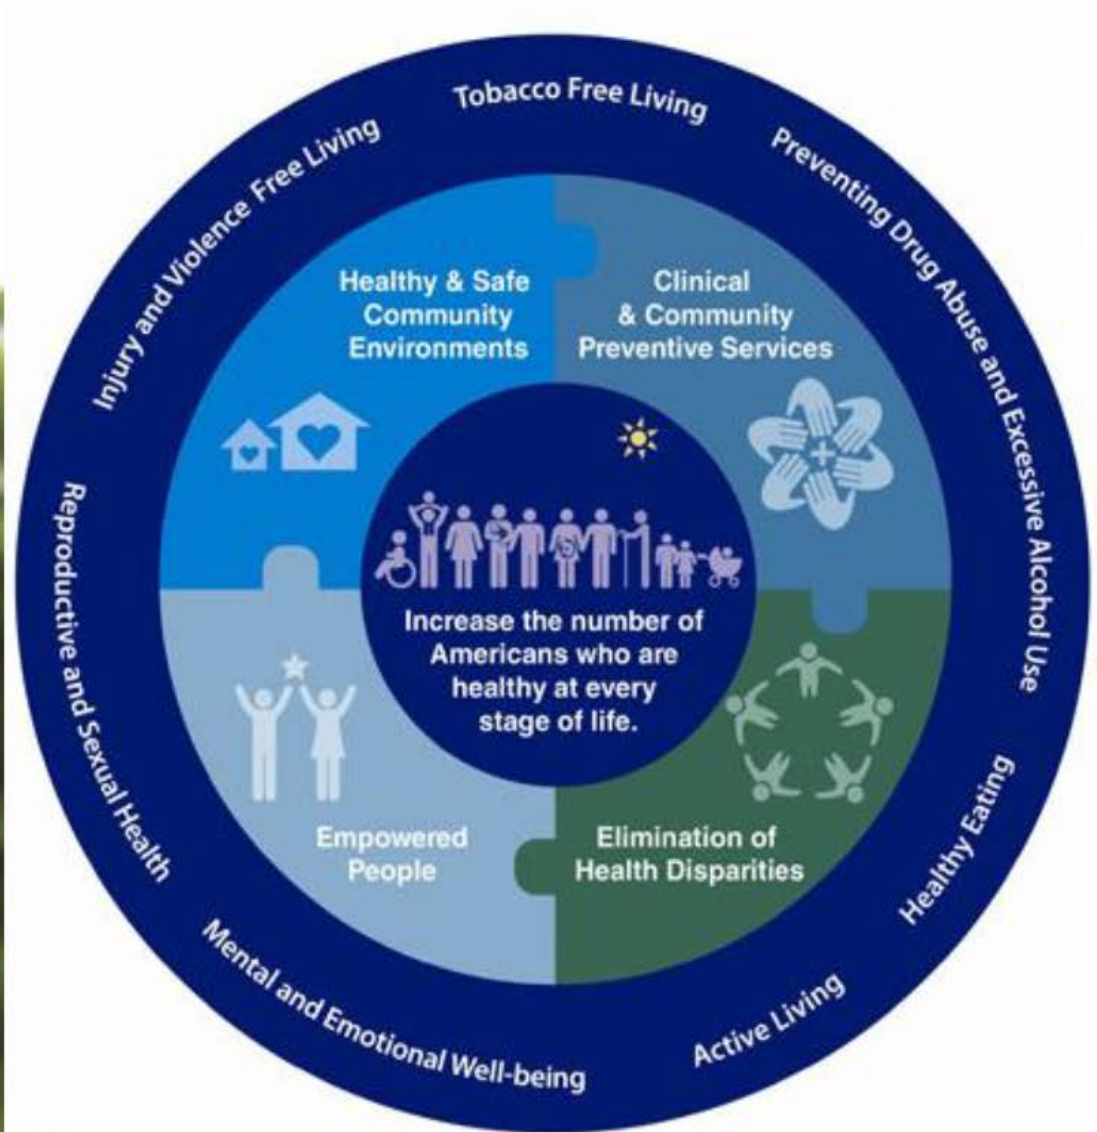 Tobacco Free Living
Preventing Drug Abuse and Excessive Alcohol Use
Healthy Eating
Active Living
Mental and Emotional Well-being
Reproductive and Sexual Health
Injury and Violence Free Living
Healthy & Safe
Community
Environments
Clinical
& Community
Preventive Services
Increase the number of
Americans who are
healthy at every
stage of life.
Empowered
People
Elimination of
Health Disparities